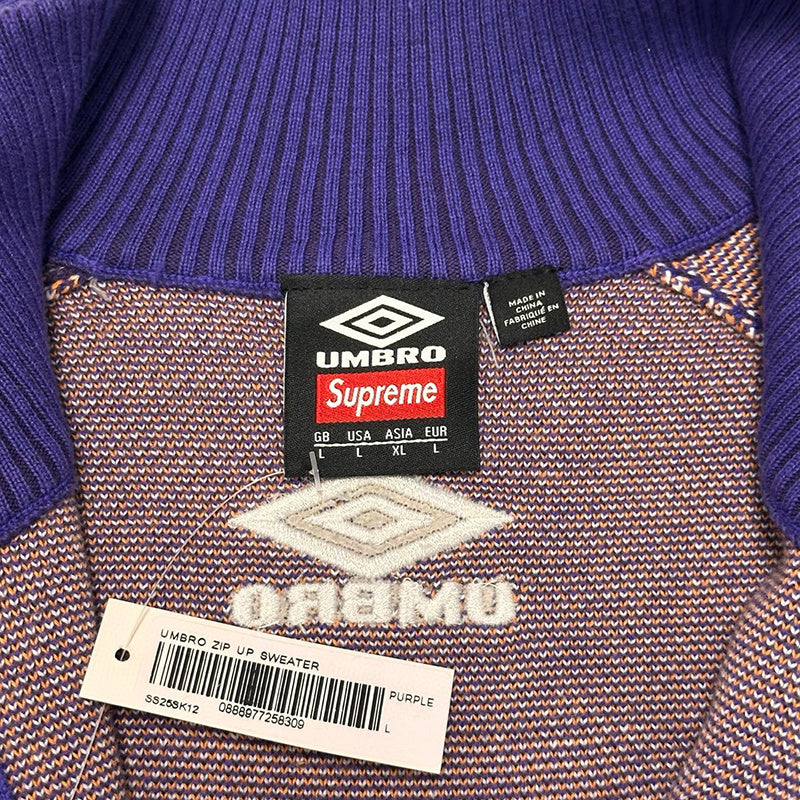 UMBRO
Supreme
GB USA ASIA EUR
L L XL L
MADE IN
CHINA
FABRIQUÉ EN
CHINE
UMBRO
UMBRO ZIP UP SWEATER
PURPLE
SS25SK12 0888977258309 L